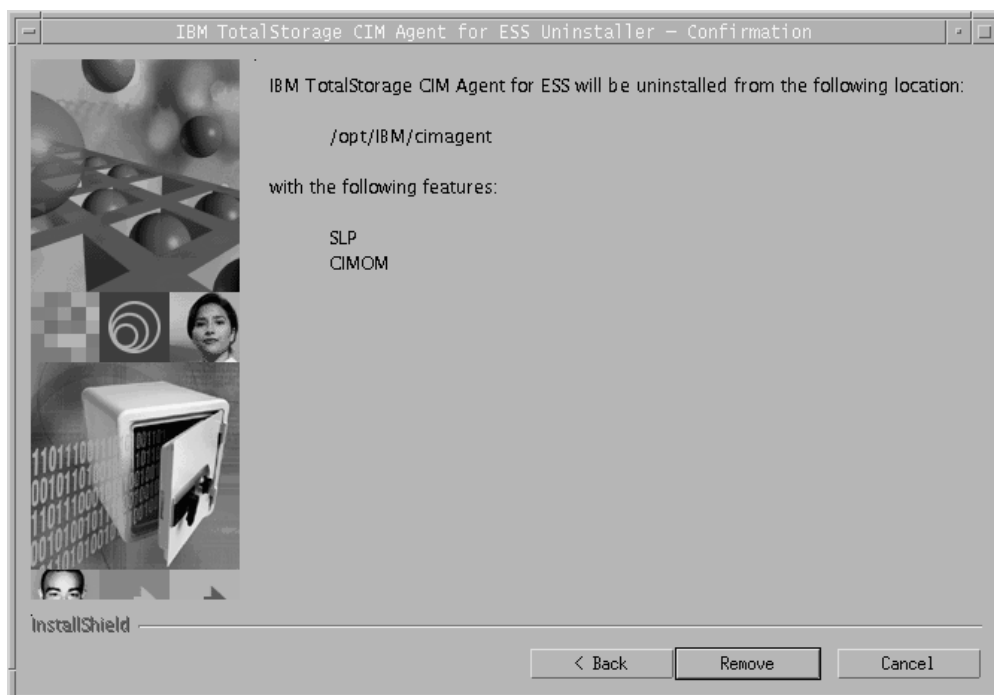 IBM TotalStorage CIM Agent for ESS Uninstaller – Confirmation
IBM TotalStorage CIM Agent for ESS will be uninstalled from the following location:
/opt/IBM/cimagent
with the following features:
SLP
CIMOM
InstallShield
< Back
Remove
Cancel